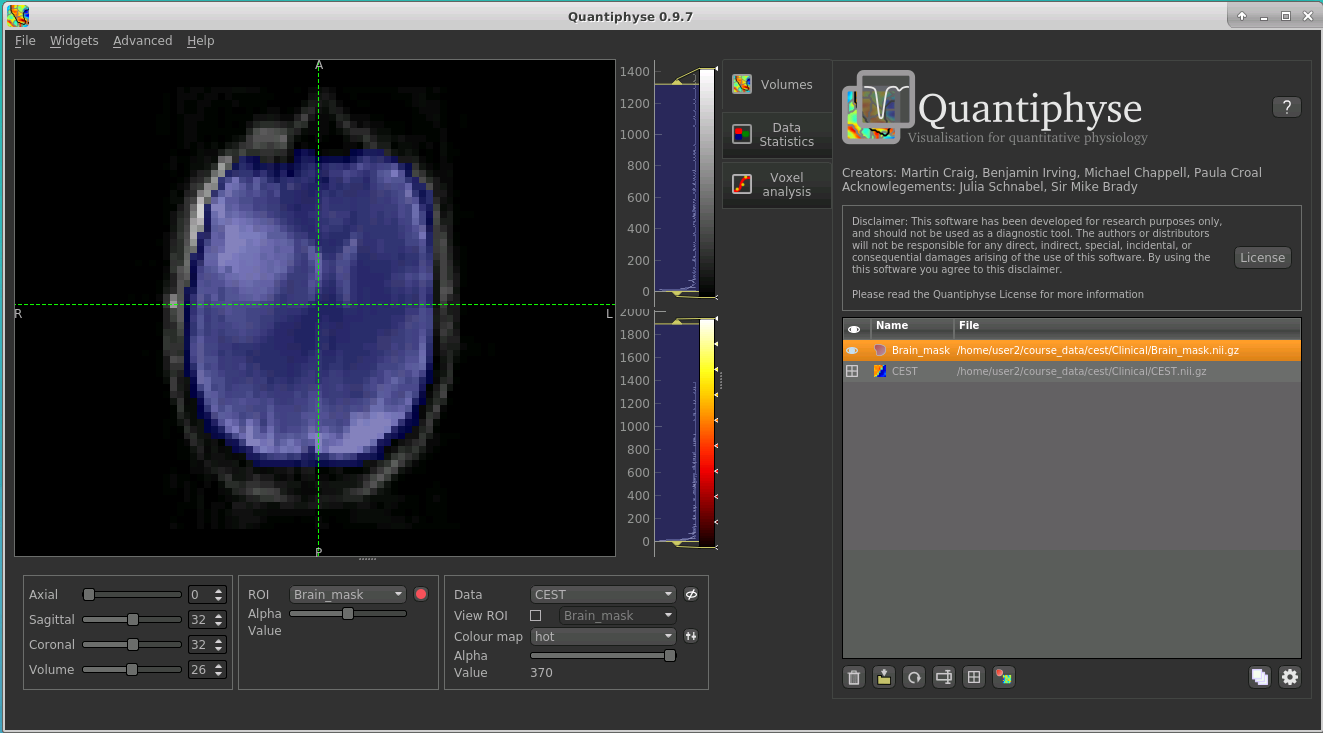 Quantiphyse 0.9.7
File Widgets Advanced Help
A
R
L
P
1400
1200
1000
800
600
400
200
0
2000
1800
1600
1400
1200
1000
800
600
400
200
0
Volumes
Data
Statistics
Voxel
analysis
Quantiphyse
Visualisation for quantitative physiology
?
Creators: Martin Craig, Benjamin Irving, Michael Chappell, Paula Croal
Acknowlegements: Julia Schnabel, Sir Mike Brady
Disclaimer: This software has been developed for research purposes only,
and should not be used as a diagnostic tool. The authors or distributors
will not be responsible for any direct, indirect, special, incidental, or
consequential damages arising of the use of this software. By using the
this software you agree to this disclaimer.
Please read the Quantiphyse License for more information
License
Name File
Brain_mask /home/user2/course_data/cest/Clinical/Brain_mask.nii.gz
CEST /home/user2/course_data/cest/Clinical/CEST.nii.gz
Axial 0
Sagittal 32
Coronal 32
Volume 26
ROI Brain_mask
Alpha
Value
Data CEST
View ROI Brain_mask
Colour map hot
Alpha
Value 370